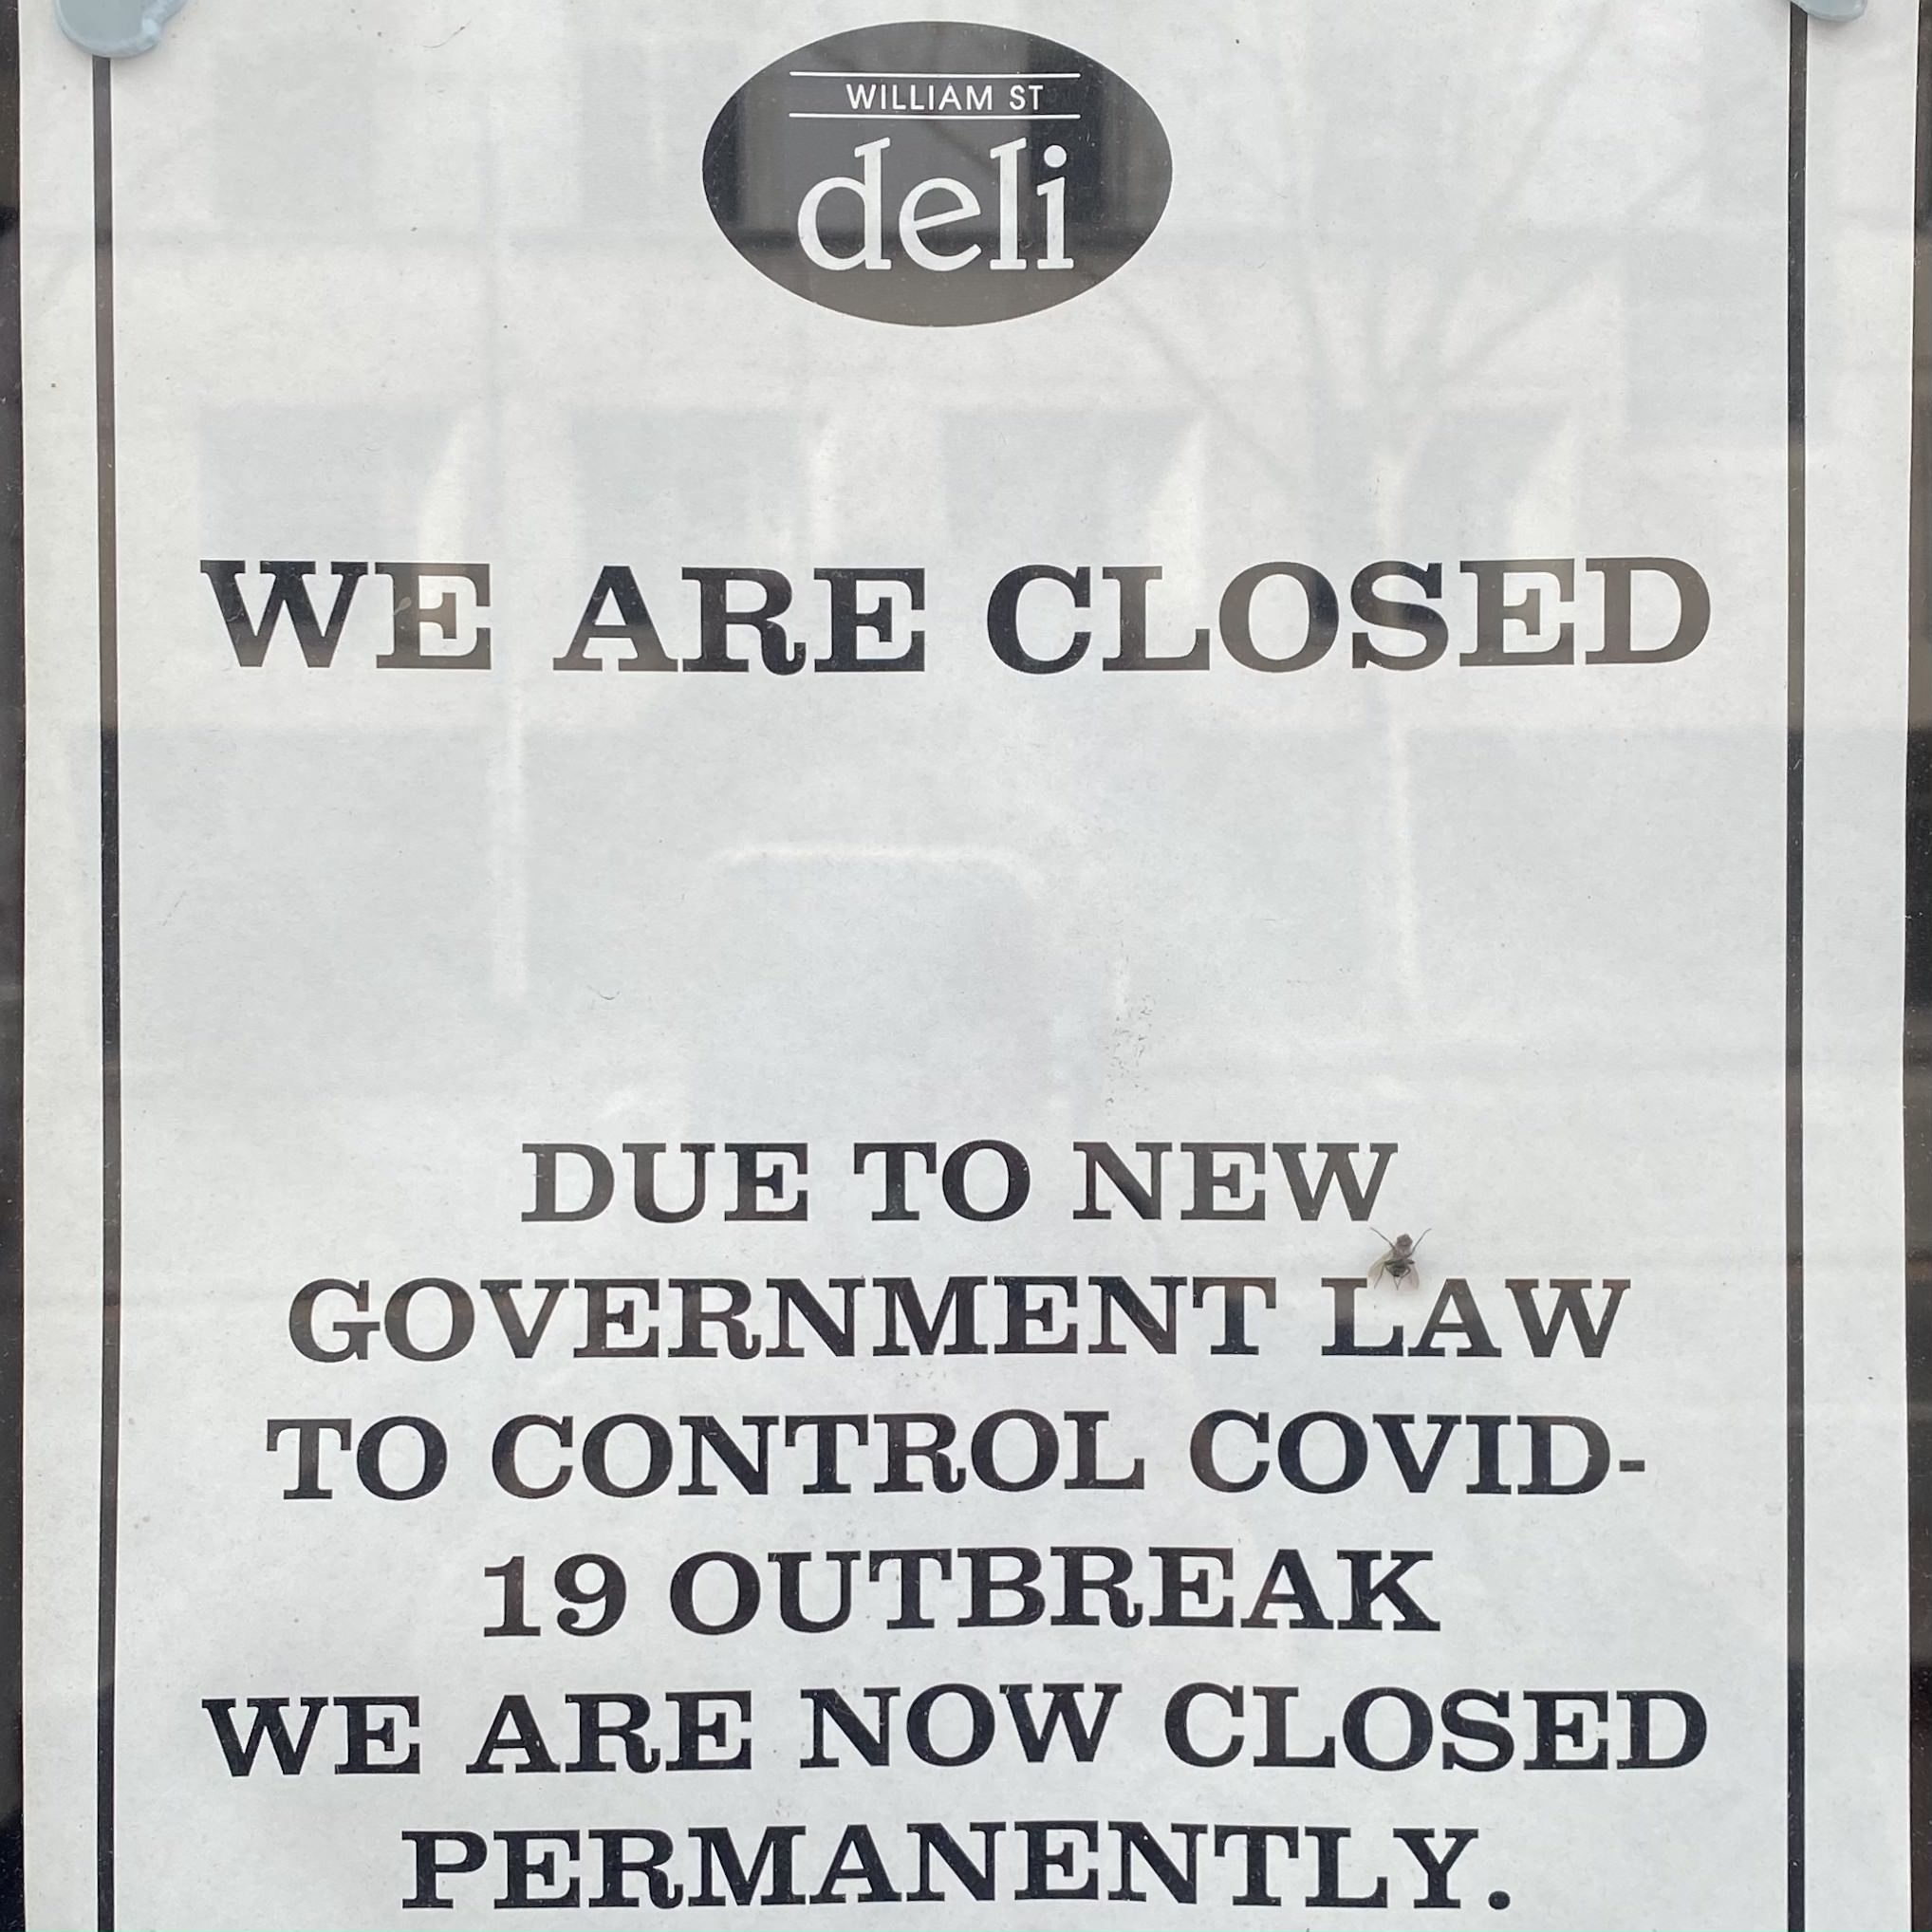 WILLIAM ST
deli
WE ARE CLOSED
DUE TO NEW
GOVERNMENT LAW
TO CONTROL COVID-
19 OUTBREAK
WE ARE NOW CLOSED
PERMANENTLY.